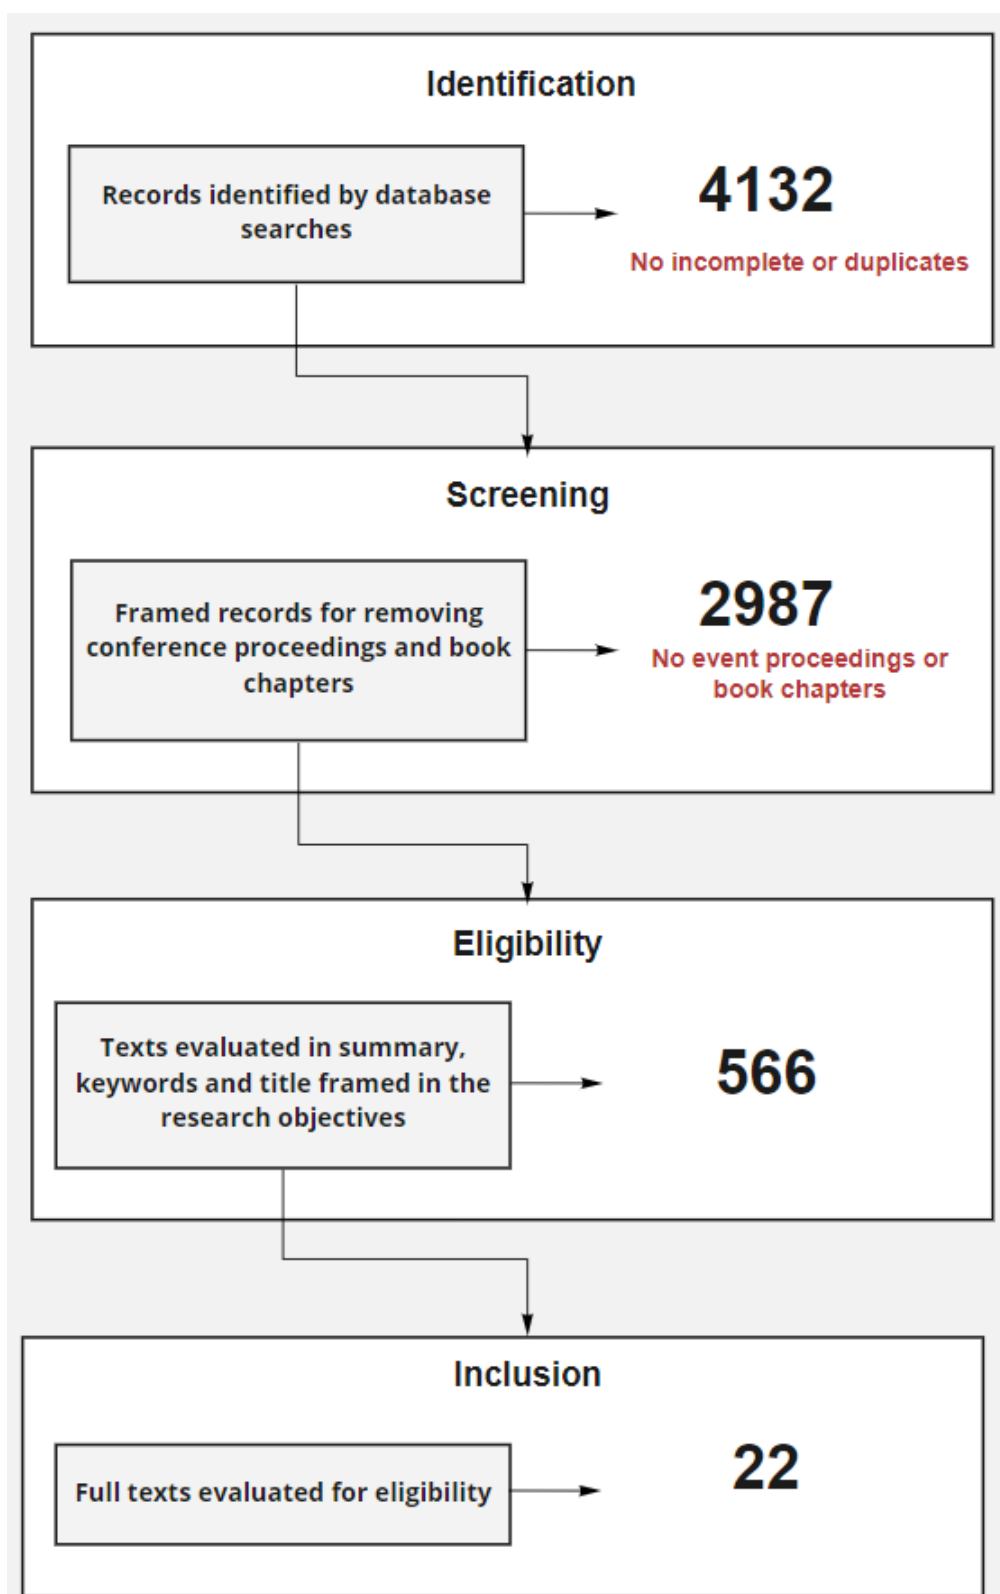 Identification
Records identified by database
searches
4132
No incomplete or duplicates
Screening
Framed records for removing
conference proceedings and book
chapters
2987
No event proceedings or
book chapters
Eligibility
Texts evaluated in summary,
keywords and title framed in the
research objectives
566
Inclusion
Full texts evaluated for eligibility
22